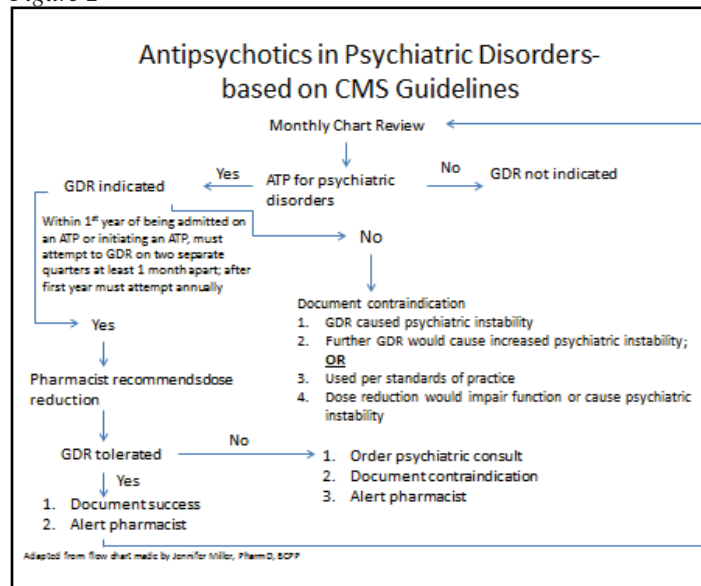 Figure 2
Antipsychotics in Psychiatric Disorders-
based on CMS Guidelines
Monthly Chart Review
Yes
ATP for psychiatric
disorders
No
GDR not indicated
GDR indicated
Within 1st year of being admitted on
an ATP or initiating an ATP, must
attempt to GDR on two separate
quarters at least 1 month apart; after
first year must attempt annually
No
Document contraindication
1. GDR caused psychiatric instability
2. Further GDR would cause increased psychiatric instability;
OR
3. Used per standards of practice
4. Dose reduction would impair function or cause psychiatric
instability
Yes
Pharmacist recommends dose
reduction
GDR tolerated
No
1. Order psychiatric consult
2. Document contraindication
3. Alert pharmacist
Yes
1. Document success
2. Alert pharmacist
Adapted from flow chart made by Jennifer Miller, PharmD, BCPP